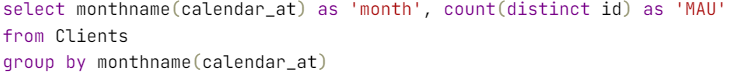 select monthname(calendar_at) as 'month', count(distinct id) as 'MAU'
from Clients
group by monthname(calendar_at)